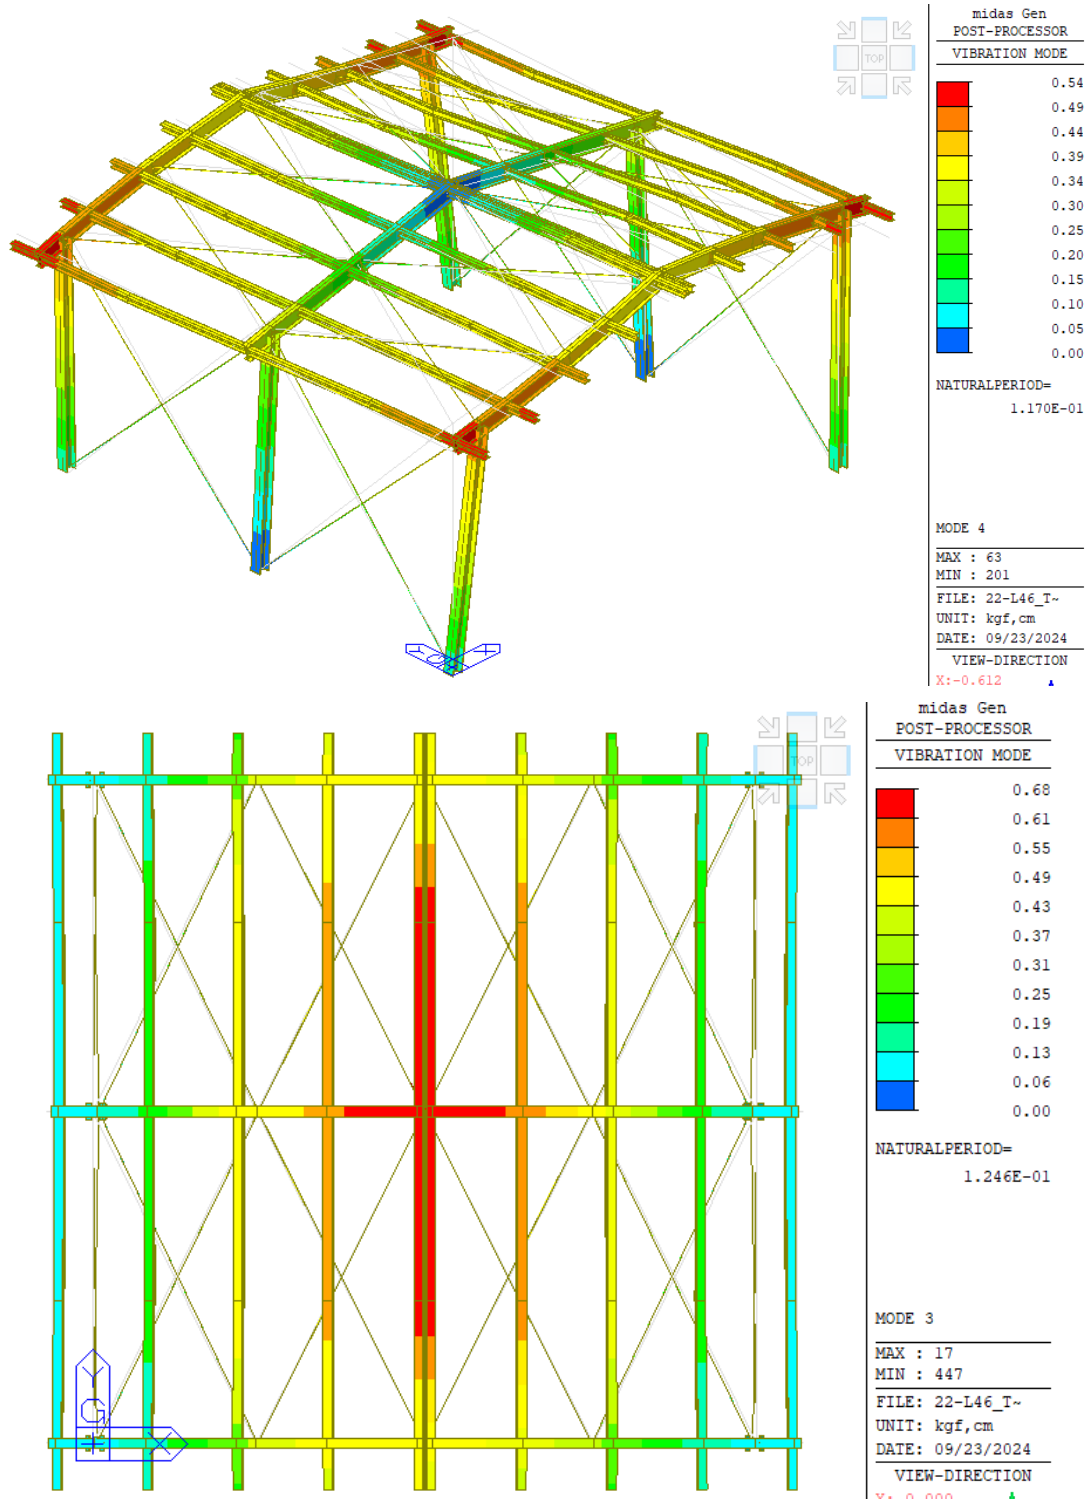 midas Gen
POST-PROCESSOR
VIBRATION MODE
TOP
0.54
0.49
0.44
0.39
0.34
0.30
0.25
0.20
0.15
0.10
0.05
0.00
NATURALPERIOD=
1.170E-01
MODE 4
MAX : 63
MIN : 201
FILE: 22-L46_T~
UNIT: kgf,cm
DATE: 09/23/2024
VIEW-DIRECTION
X:-0.612
midas Gen
POST-PROCESSOR
VIBRATION MODE
TOP
0.68
0.61
0.55
0.49
0.43
0.37
0.31
0.25
0.19
0.13
0.06
0.00
NATURALPERIOD=
1.246E-01
MODE 3
MAX : 17
MIN : 447
FILE: 22-L46_T~
UNIT: kgf,cm
DATE: 09/23/2024
VIEW-DIRECTION
Y
G
X